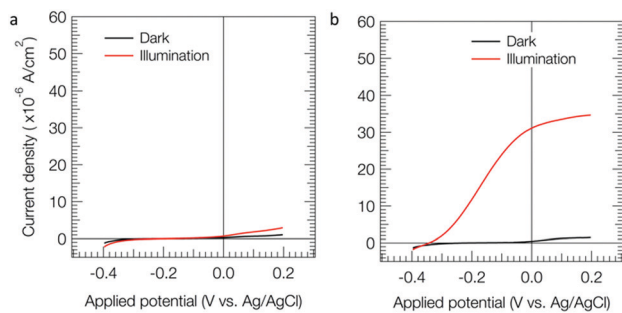 a
60
50
40
30
20
10
0
Current density ( x10⁻⁶ A/cm²)
Dark
Illumination
-0.4 -0.2 0.0 0.2
Applied potential (V vs. Ag/AgCl)
b
60
50
40
30
20
10
0
Dark
Illumination
-0.4 -0.2 0.0 0.2
Applied potential (V vs. Ag/AgCl)